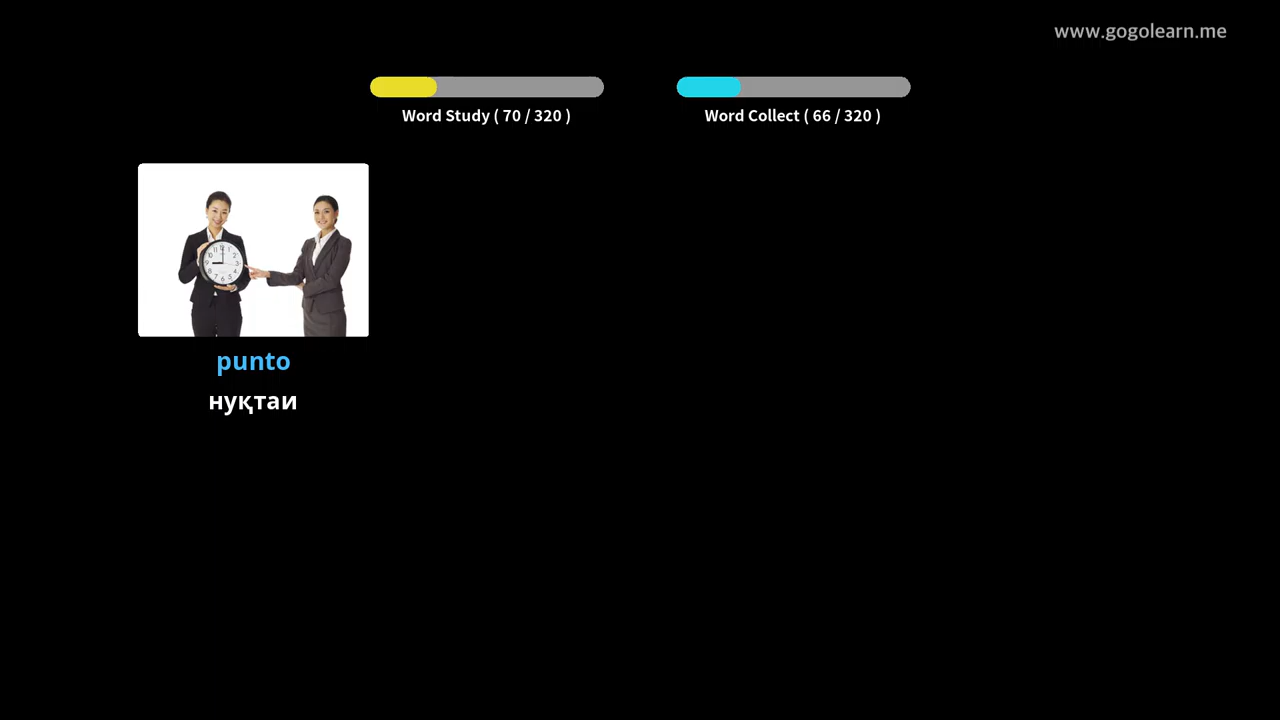 www.gogolearn.me
Word Study ( 70 / 320 )
Word Collect ( 66 / 320 )
punto
нуқтаи